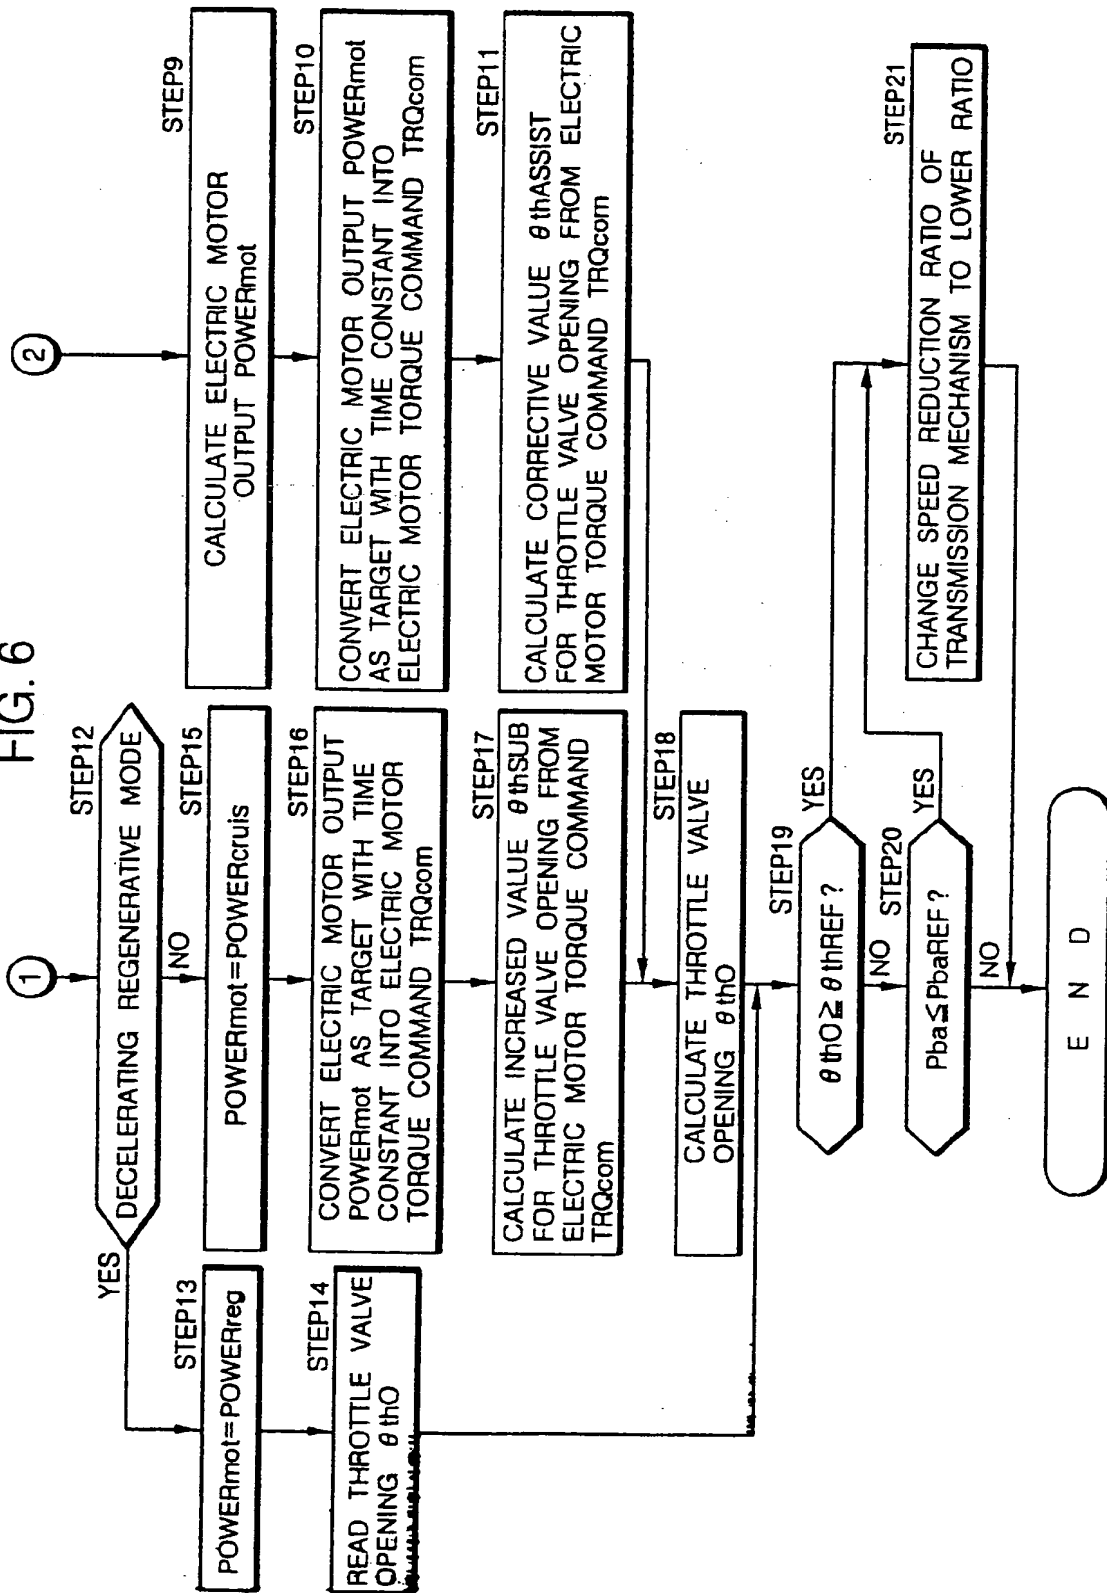 FIG. 6
1
STEP12
DECELERATING REGENERATIVE MODE
YES
NO
STEP13
POWERmot=POWERreg
STEP14
READ THROTTLE VALVE
OPENING θthO
STEP15
POWERmot=POWERcruis
STEP16
CONVERT ELECTRIC MOTOR OUTPUT
POWERmot AS TARGET WITH TIME
CONSTANT INTO ELECTRIC MOTOR
TORQUE COMMAND TRQcom
STEP17
CALCULATE INCREASED VALUE θthSUB
FOR THROTTLE VALVE OPENING FROM
ELECTRIC MOTOR TORQUE COMMAND
TRQcom
2
STEP9
CALCULATE ELECTRIC MOTOR
OUTPUT POWERmot
STEP10
CONVERT ELECTRIC MOTOR OUTPUT POWERmot
AS TARGET WITH TIME CONSTANT INTO
ELECTRIC MOTOR TORQUE COMMAND TRQcom
STEP11
CALCULATE CORRECTIVE VALUE θthASSIST
FOR THROTTLE VALVE OPENING FROM ELECTRIC
MOTOR TORQUE COMMAND TRQcom
STEP18
CALCULATE THROTTLE VALVE
OPENING θthO
STEP19
θthO≧θthREF?
YES
NO
STEP20
Pba≦PbaREF?
YES
NO
STEP21
CHANGE SPEED REDUCTION RATIO OF
TRANSMISSION MECHANISM TO LOWER RATIO
END